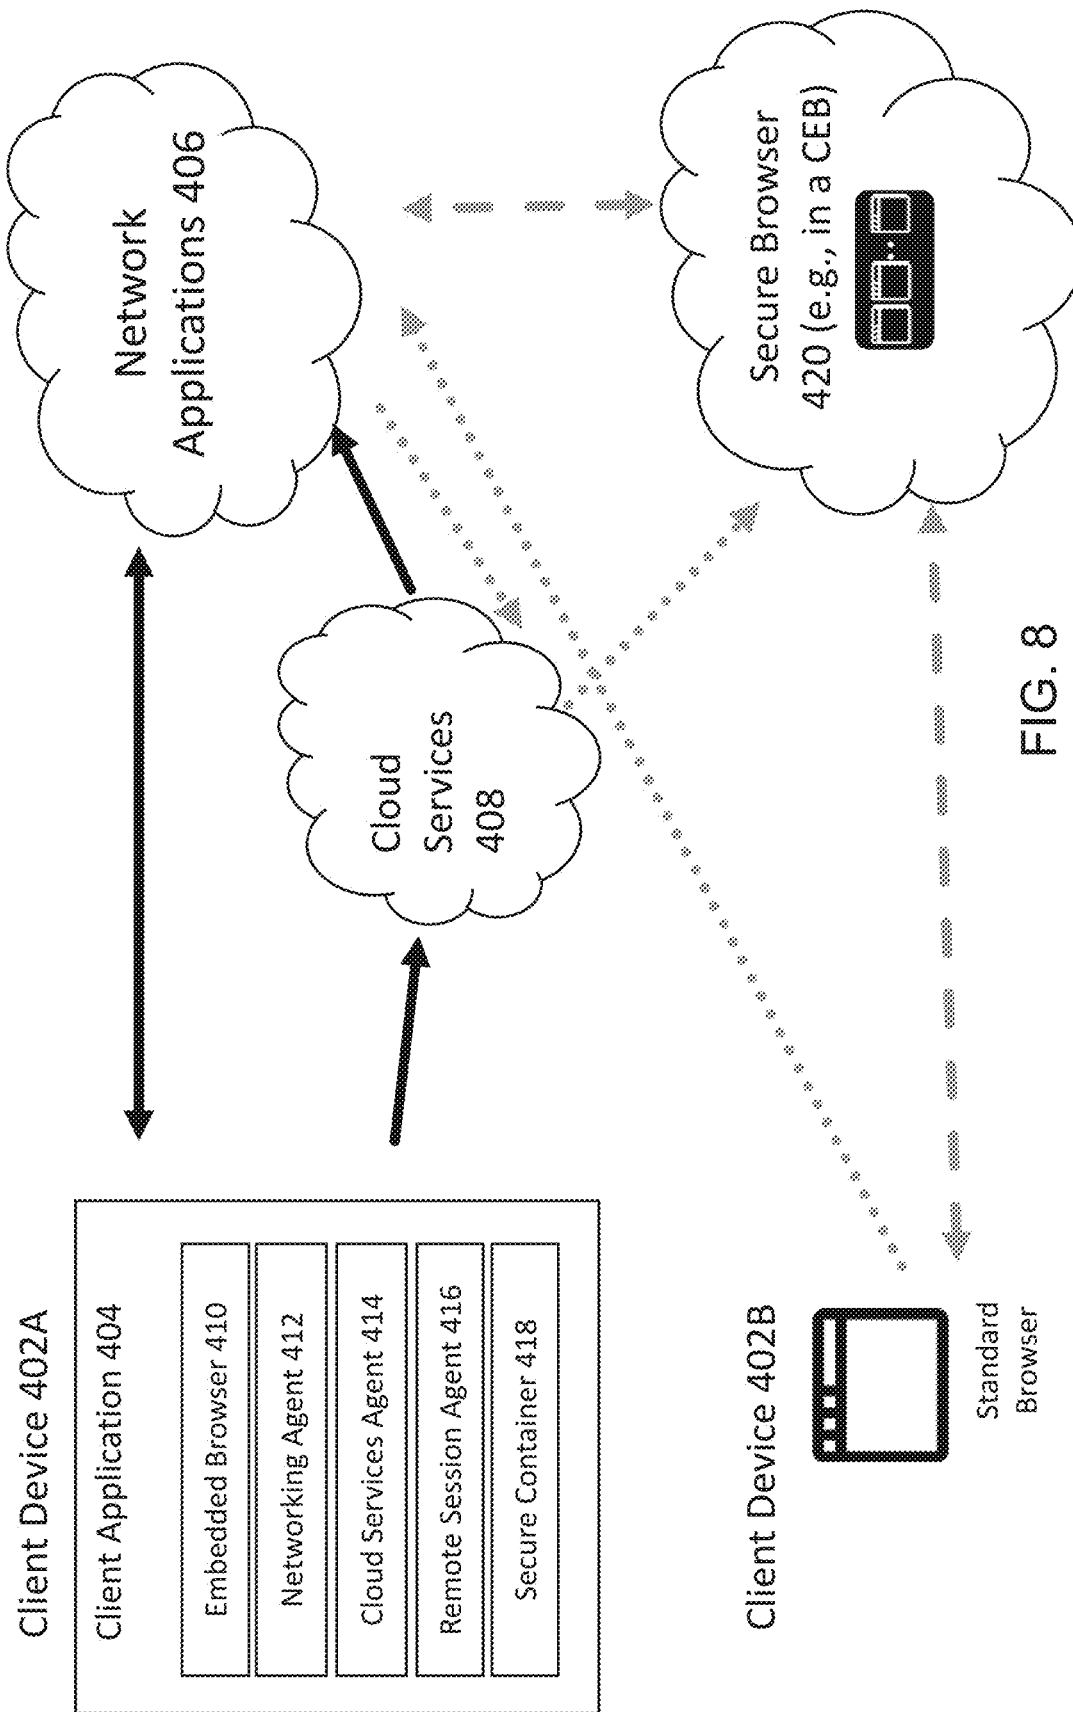 Client Device 402A
Client Application 404
Embedded Browser 410
Networking Agent 412
Cloud Services Agent 414
Remote Session Agent 416
Secure Container 418
Network
Applications 406
Cloud
Services
408
Client Device 402B
Standard
Browser
Secure Browser
420 (e.g., in a CEB)
FIG. 8